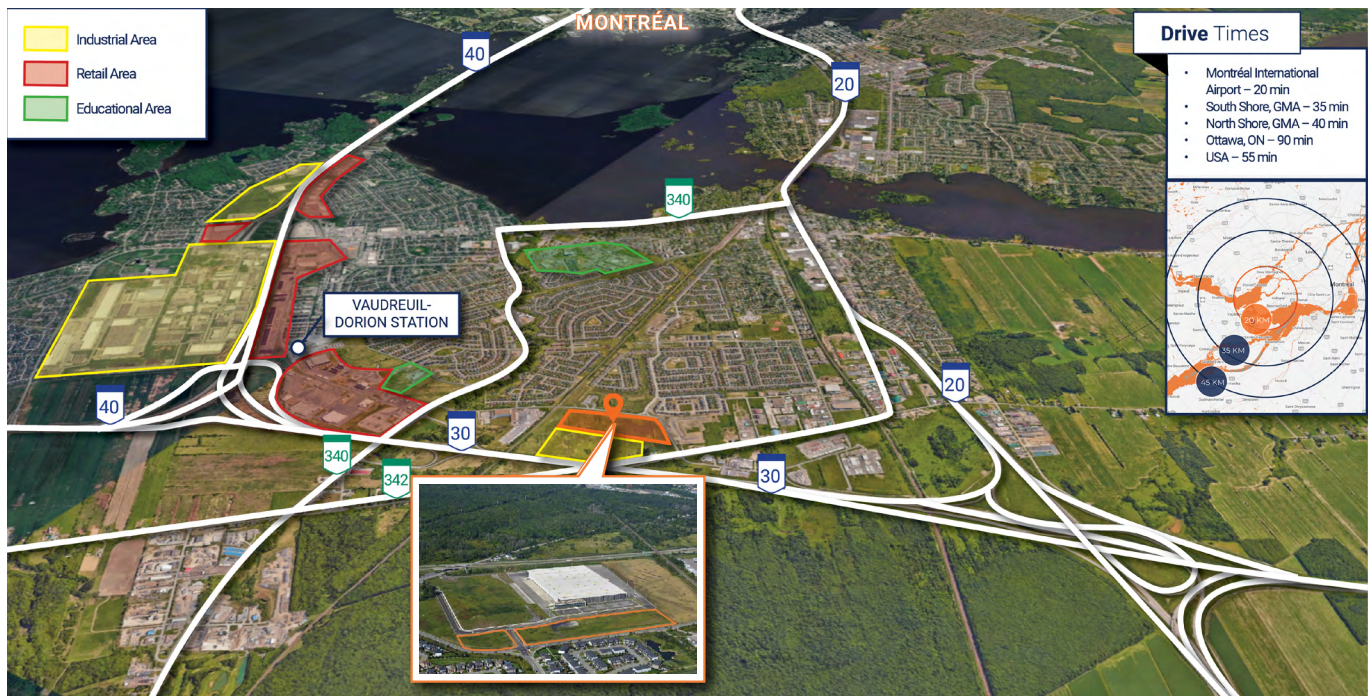 Industrial Area
Retail Area
Educational Area
MONTRÉAL
40
20
340
VAUDREUIL-
DORION STATION
40
30
20
340
342
30
Drive Times
• Montréal International
Airport – 20 min
• South Shore, GMA – 35 min
• North Shore, GMA – 40 min
• Ottawa, ON – 90 min
• USA – 55 min
Laval
Montréal
20 KM
35 KM
45 KM